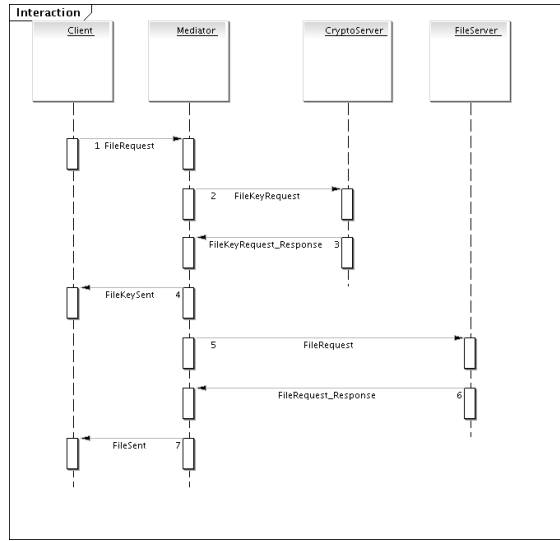 Interaction
Client Mediator CryptoServer FileServer
1 FileRequest
2 FileKeyRequest
FileKeyRequest_Response 3
FileKeySent 4
5 FileRequest
FileRequest_Response 6
FileSent 7